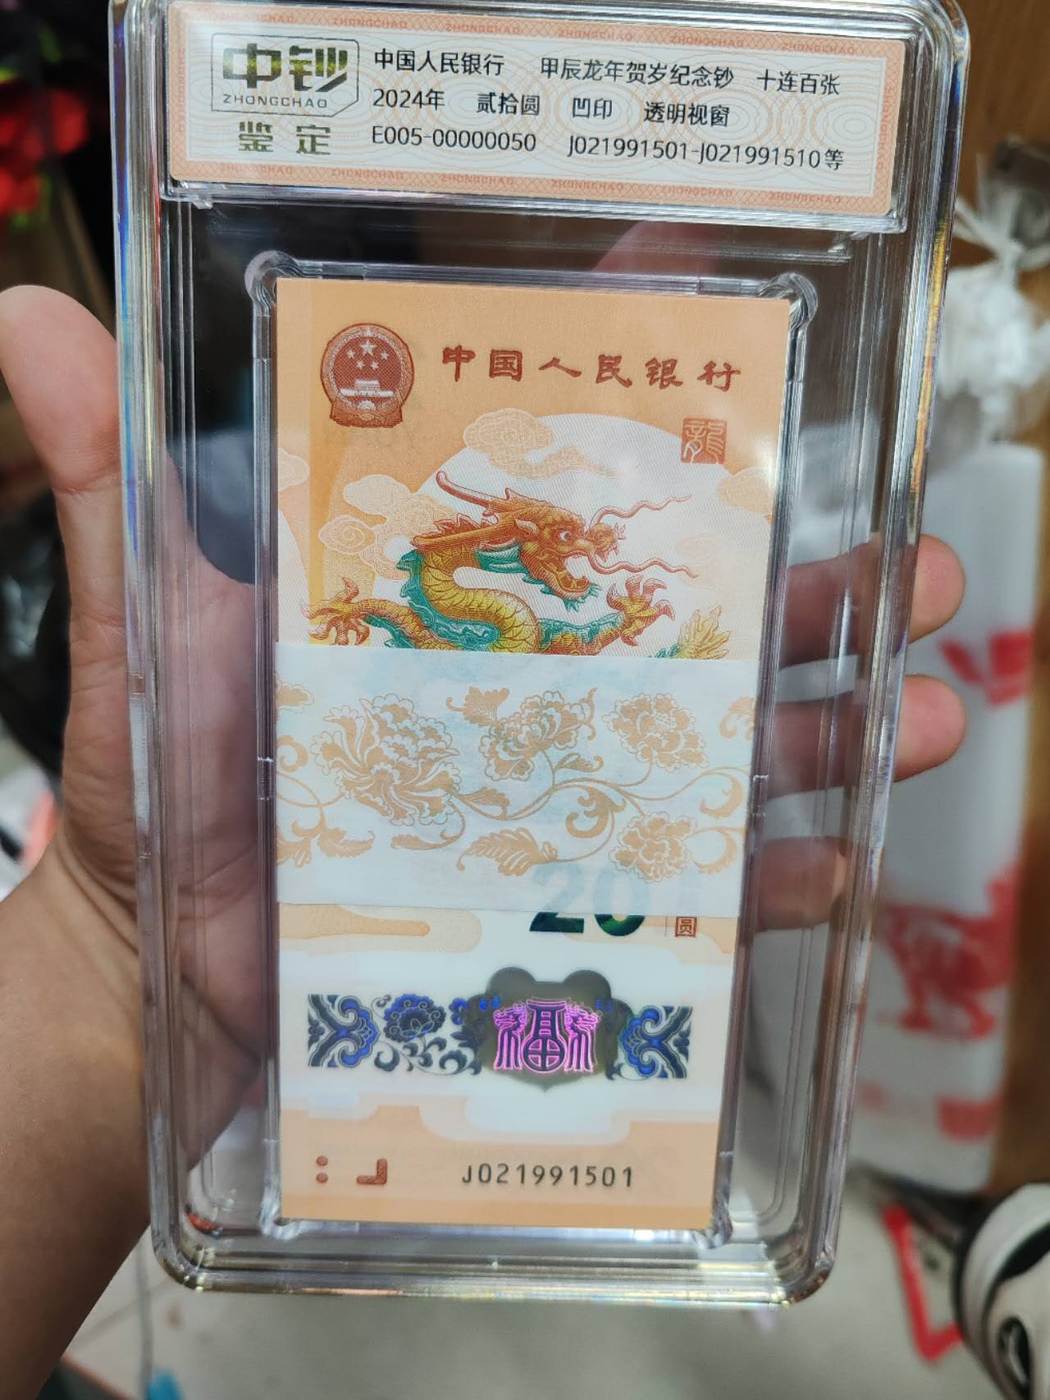 中钞
ZHONGCHAO
鉴定
中国人民银行 甲辰龙年贺岁纪念钞 十连百张
2024年 贰拾圆 凹印 透明视窗
E005-00000050 J021991501-J021991510等
中国人民银行
龍
20
圆
福
J021991501